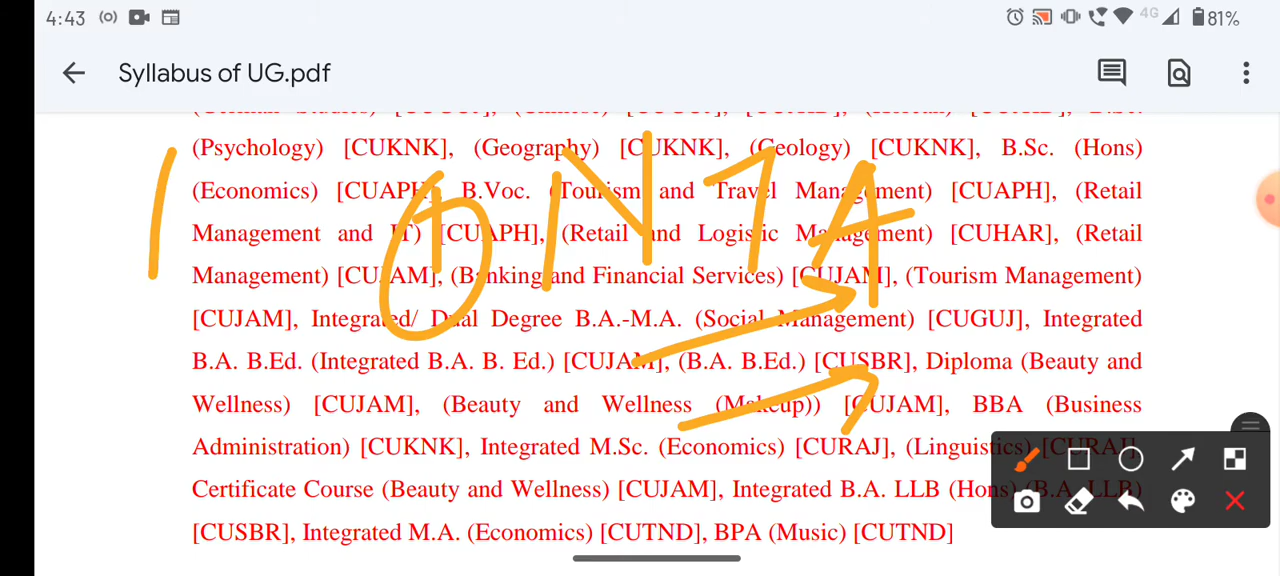 4:43 4G 81%
Syllabus of UG.pdf
(Psychology) [CUKNK], (Geography) [CUKNK], (Geology) [CUKNK], B.Sc. (Hons)
(Economics) [CUAPH], B.Voc. (Tourism and Travel Management) [CUAPH], (Retail
Management and IT) [CUAPH], (Retail and Logistic Management) [CUHAR], (Retail
Management) [CUJAM], (Banking and Financial Services) [CUJAM], (Tourism Management)
[CUJAM], Integrated/ Dual Degree B.A.-M.A. (Social Management) [CUGUJ], Integrated
B.A. B.Ed. (Integrated B.A. B. Ed.) [CUJAM], (B.A. B.Ed.) [CUSBR], Diploma (Beauty and
Wellness) [CUJAM], (Beauty and Wellness (Makeup)) [CUJAM], BBA (Business
Administration) [CUKNK], Integrated M.Sc. (Economics) [CURAJ], (Linguistics) [CURAJ],
Certificate Course (Beauty and Wellness) [CUJAM], Integrated B.A. LLB (Hons) (B.A. LLB)
[CUSBR], Integrated M.A. (Economics) [CUTND], BPA (Music) [CUTND]
NTA